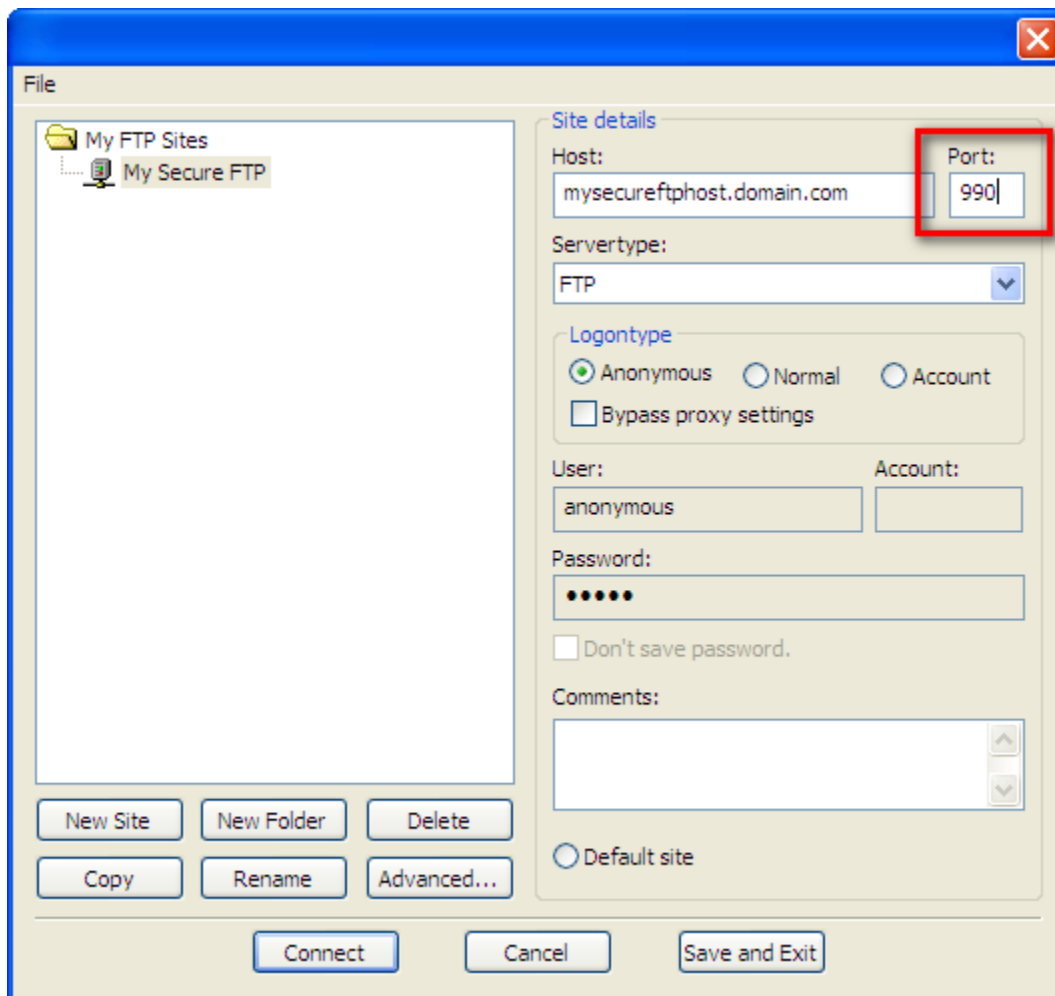 File
My FTP Sites
My Secure FTP
Site details
Host: Port:
mysecureftphost.domain.com 990
Servertype:
FTP
Logontype
Anonymous Normal Account
Bypass proxy settings
User: Account:
anonymous
Password:
•••••
Don't save password.
Comments:
Default site
New Site New Folder Delete
Copy Rename Advanced...
Connect Cancel Save and Exit